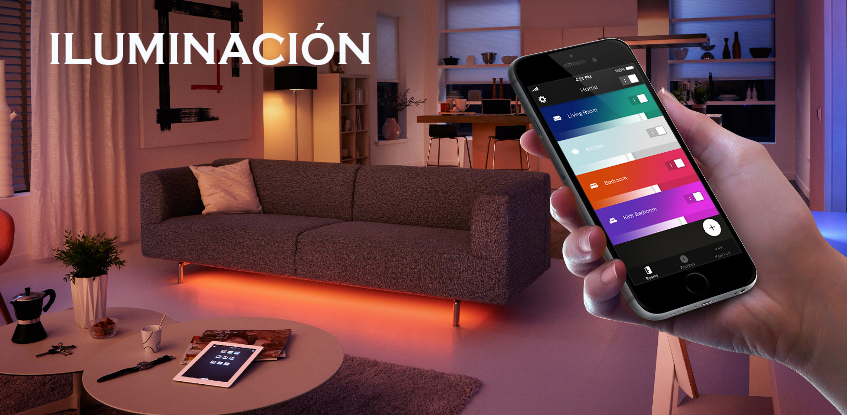 ILUMINACIÓN
Home
Living Room
Kitchen
Bedroom
Kids Bedroom